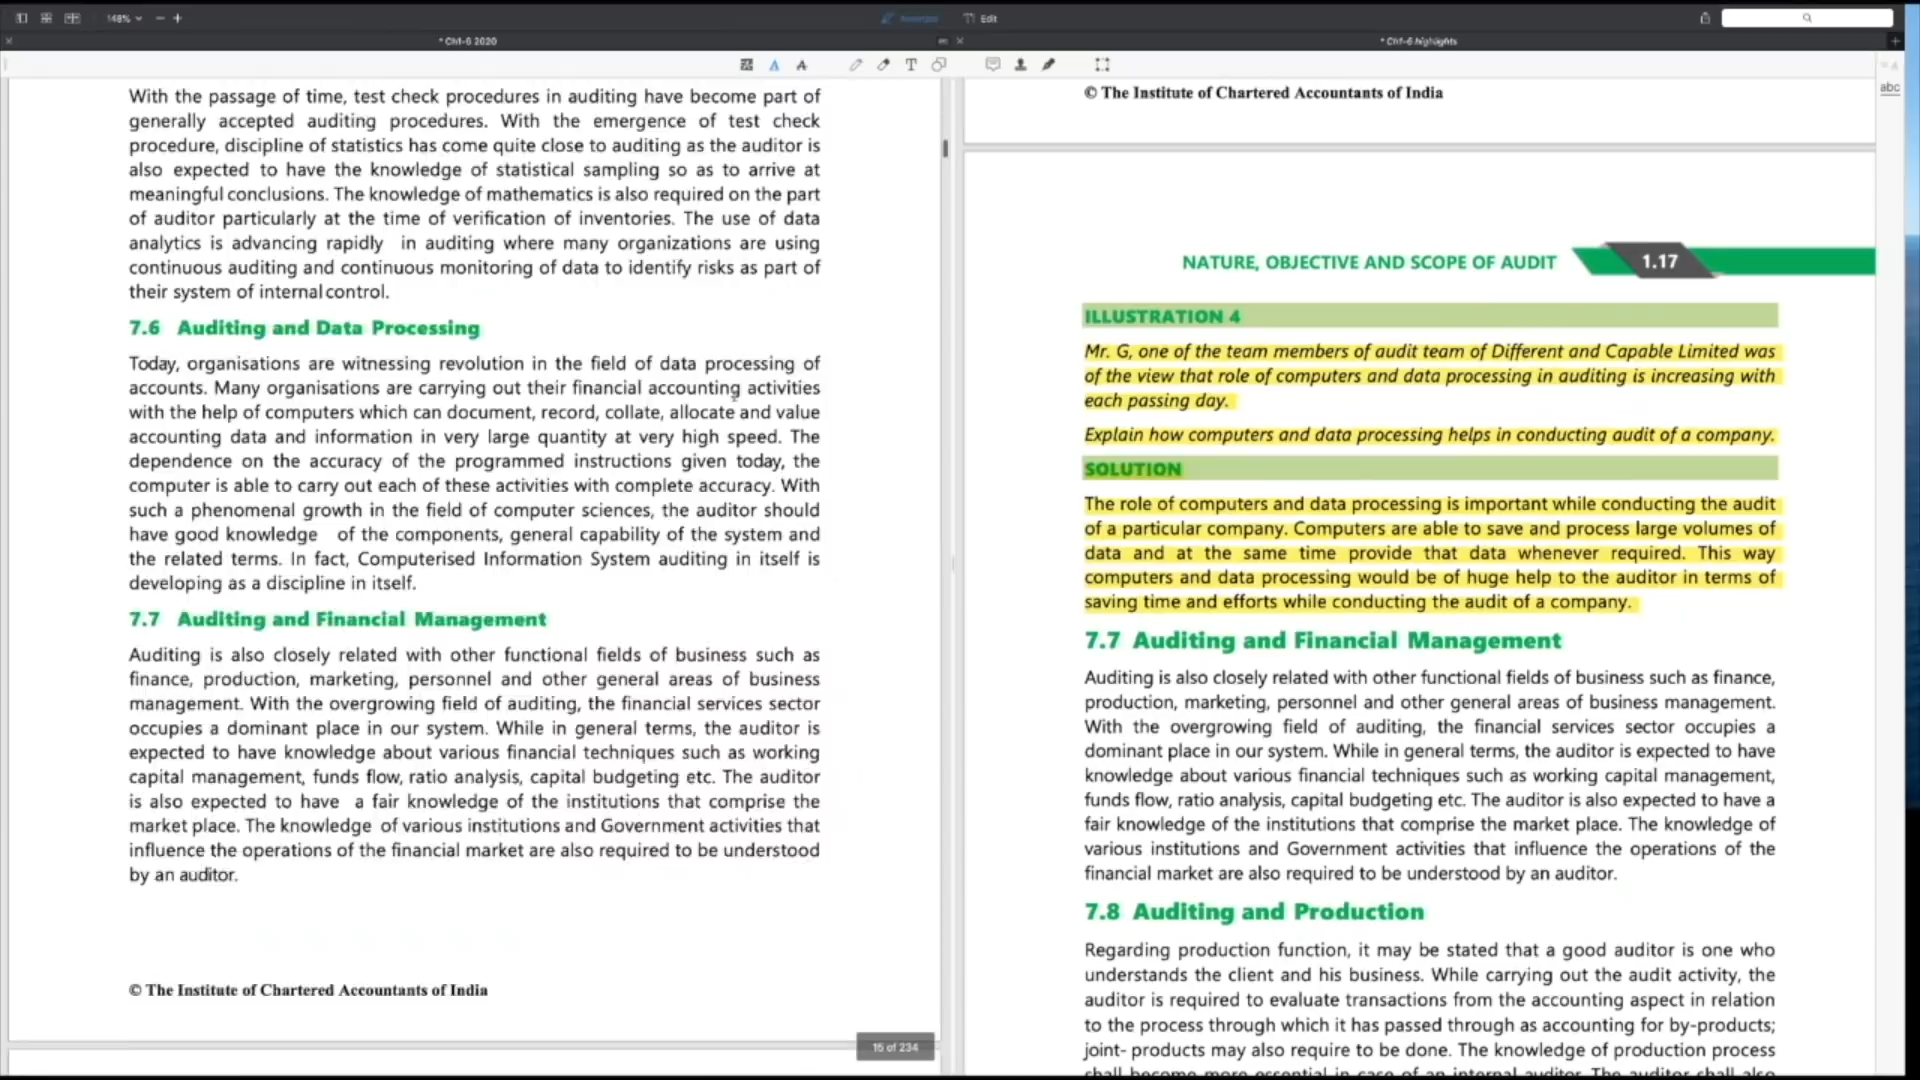 148%
Edit
* Ch1-6 2020
* Ch1-6 highlights
abc
With the passage of time, test check procedures in auditing have become part of
generally accepted auditing procedures. With the emergence of test check
procedure, discipline of statistics has come quite close to auditing as the auditor is
also expected to have the knowledge of statistical sampling so as to arrive at
meaningful conclusions. The knowledge of mathematics is also required on the part
of auditor particularly at the time of verification of inventories. The use of data
analytics is advancing rapidly in auditing where many organizations are using
continuous auditing and continuous monitoring of data to identify risks as part of
their system of internal control.
7.6 Auditing and Data Processing
Today, organisations are witnessing revolution in the field of data processing of
accounts. Many organisations are carrying out their financial accounting activities
with the help of computers which can document, record, collate, allocate and value
accounting data and information in very large quantity at very high speed. The
dependence on the accuracy of the programmed instructions given today, the
computer is able to carry out each of these activities with complete accuracy. With
such a phenomenal growth in the field of computer sciences, the auditor should
have good knowledge of the components, general capability of the system and
the related terms. In fact, Computerised Information System auditing in itself is
developing as a discipline in itself.
7.7 Auditing and Financial Management
Auditing is also closely related with other functional fields of business such as
finance, production, marketing, personnel and other general areas of business
management. With the overgrowing field of auditing, the financial services sector
occupies a dominant place in our system. While in general terms, the auditor is
expected to have knowledge about various financial techniques such as working
capital management, funds flow, ratio analysis, capital budgeting etc. The auditor
is also expected to have a fair knowledge of the institutions that comprise the
market place. The knowledge of various institutions and Government activities that
influence the operations of the financial market are also required to be understood
by an auditor.
© The Institute of Chartered Accountants of India
15 of 234
© The Institute of Chartered Accountants of India
NATURE, OBJECTIVE AND SCOPE OF AUDIT 1.17
ILLUSTRATION 4
Mr. G, one of the team members of audit team of Different and Capable Limited was
of the view that role of computers and data processing in auditing is increasing with
each passing day.
Explain how computers and data processing helps in conducting audit of a company.
SOLUTION
The role of computers and data processing is important while conducting the audit
of a particular company. Computers are able to save and process large volumes of
data and at the same time provide that data whenever required. This way
computers and data processing would be of huge help to the auditor in terms of
saving time and efforts while conducting the audit of a company.
7.7 Auditing and Financial Management
Auditing is also closely related with other functional fields of business such as finance,
production, marketing, personnel and other general areas of business management.
With the overgrowing field of auditing, the financial services sector occupies a
dominant place in our system. While in general terms, the auditor is expected to have
knowledge about various financial techniques such as working capital management,
funds flow, ratio analysis, capital budgeting etc. The auditor is also expected to have a
fair knowledge of the institutions that comprise the market place. The knowledge of
various institutions and Government activities that influence the operations of the
financial market are also required to be understood by an auditor.
7.8 Auditing and Production
Regarding production function, it may be stated that a good auditor is one who
understands the client and his business. While carrying out the audit activity, the
auditor is required to evaluate transactions from the accounting aspect in relation
to the process through which it has passed through as accounting for by-products;
joint- products may also require to be done. The knowledge of production process
shall become more essential in case of an internal auditor. The auditor shall also